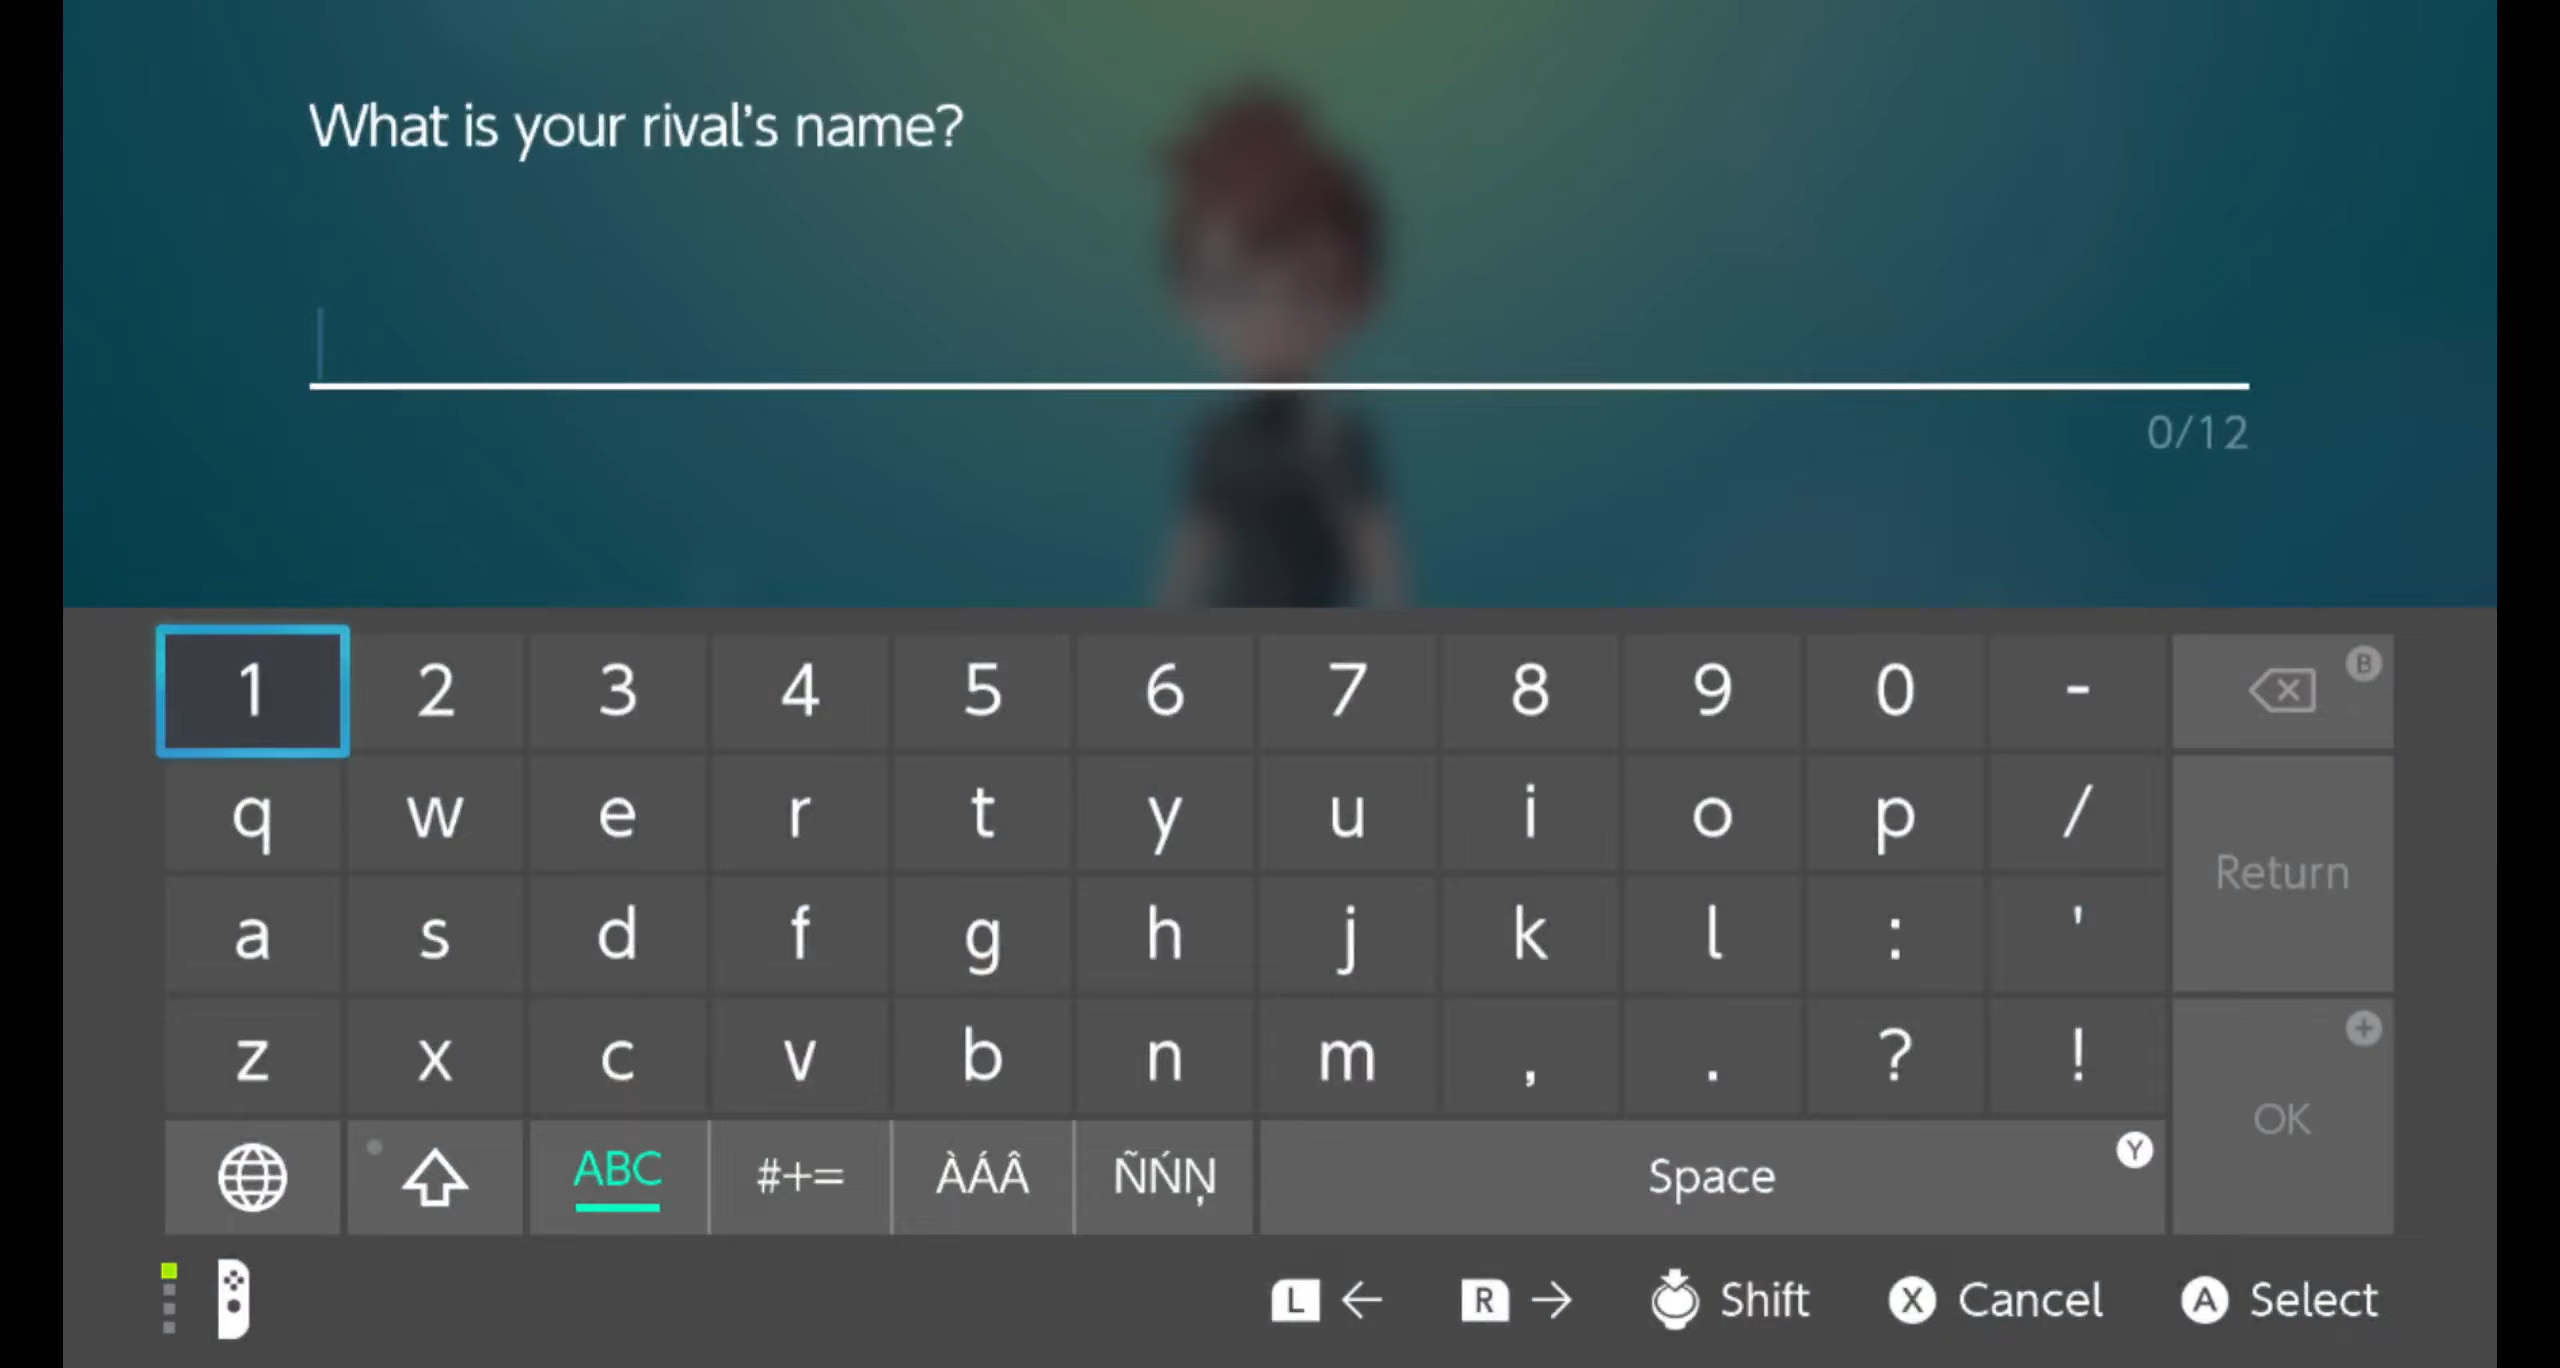 What is your rival's name?
0/12
1 2 3 4 5 6 7 8 9 0 - B
q w e r t y u i o p / Return
a s d f g h j k l : '
z x c v b n m , . ? ! +
ABC #+= ÀÁÂ ÑŃŅ Space Y OK
L ← R → Shift X Cancel A Select